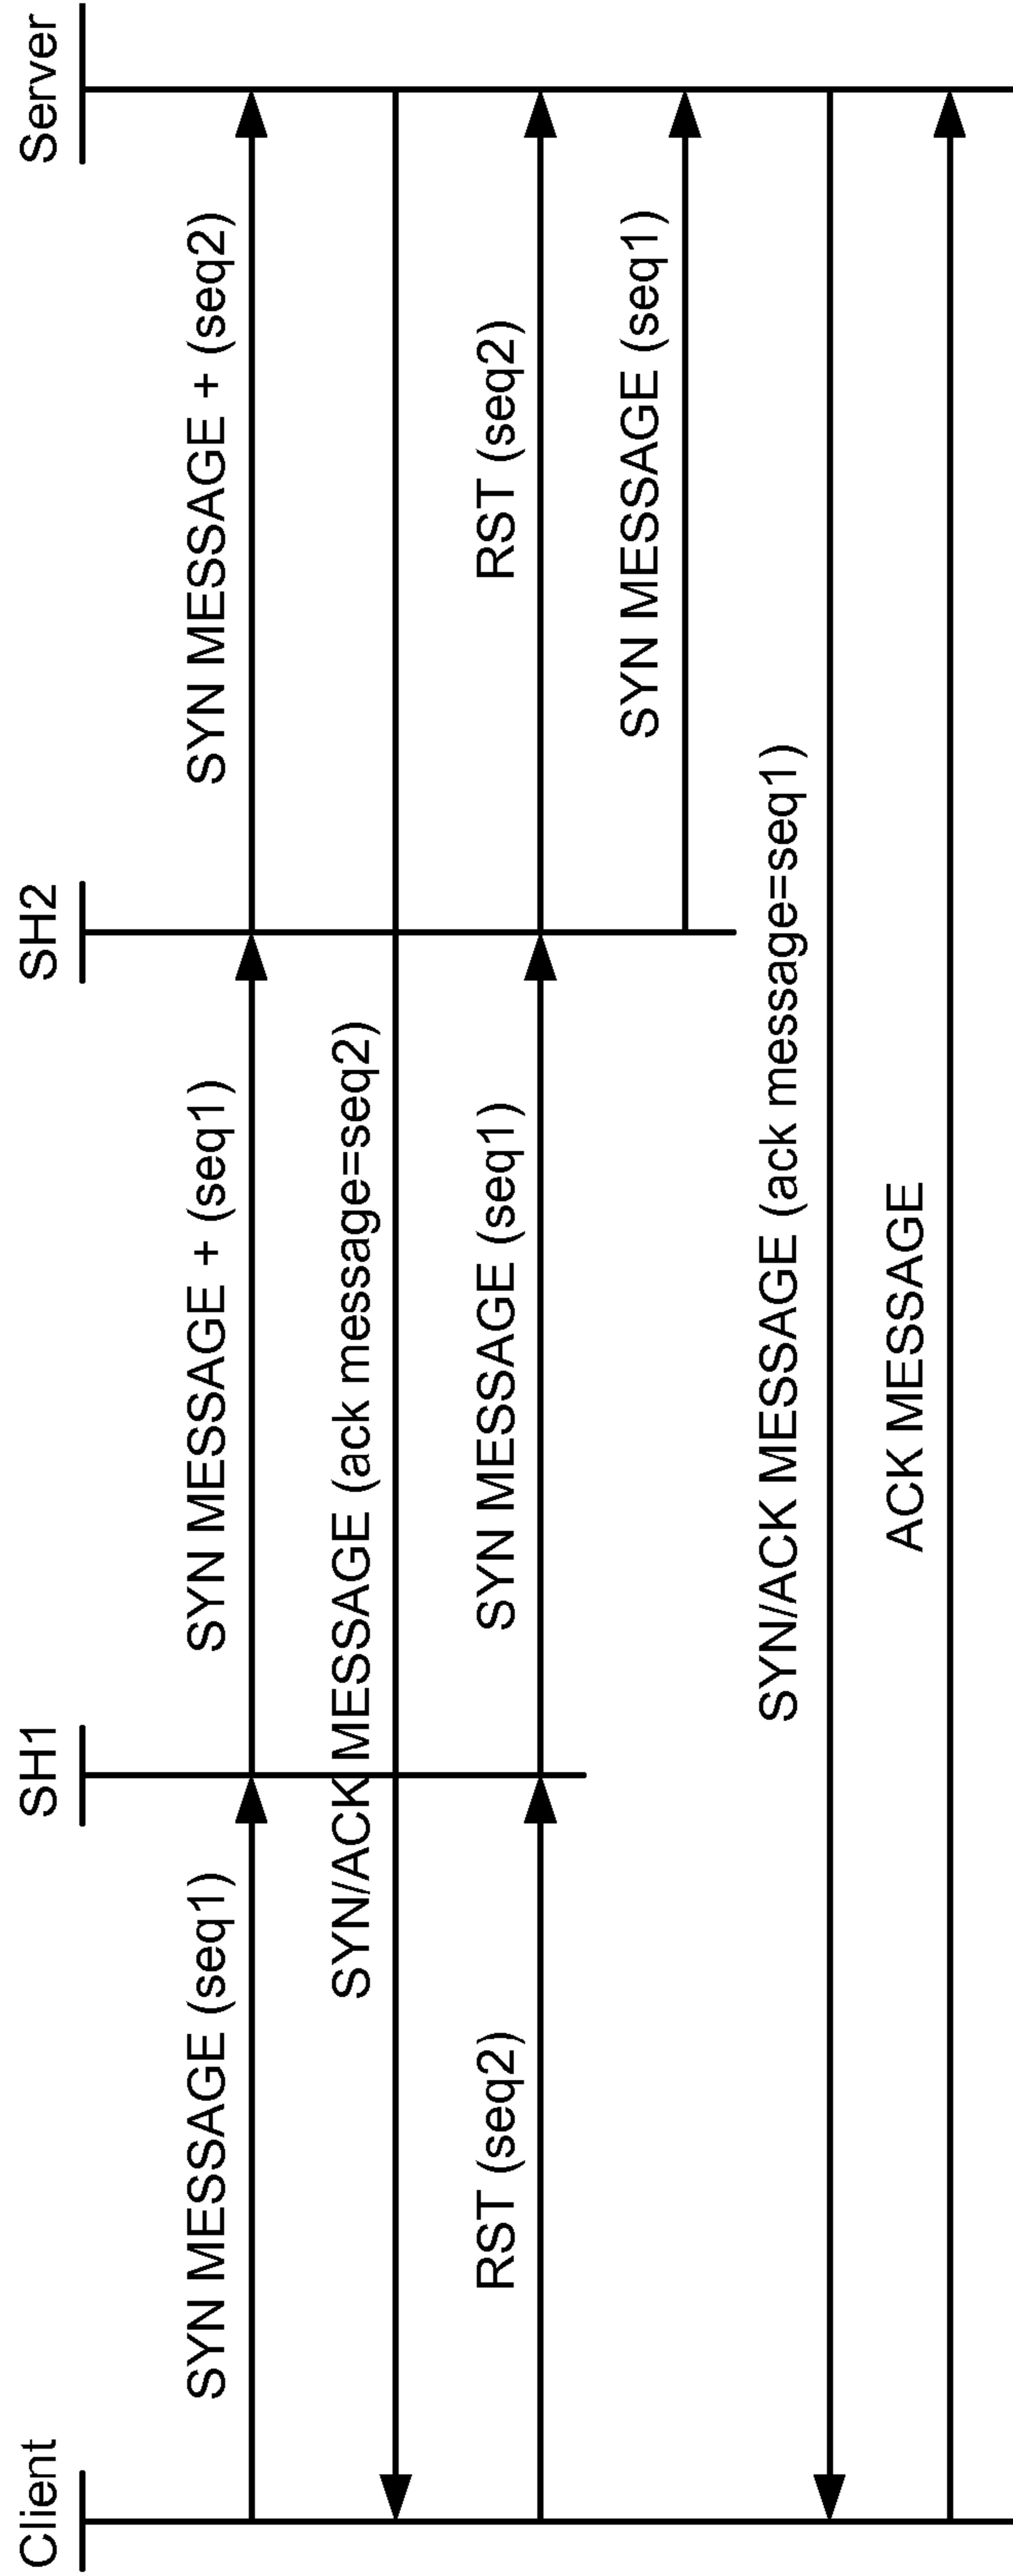 Client
SH1
SH2
Server
SYN MESSAGE (seq1)
SYN MESSAGE + (seq1)
SYN MESSAGE + (seq2)
SYN/ACK MESSAGE (ack message=seq2)
RST (seq2)
SYN MESSAGE (seq1)
RST (seq2)
SYN MESSAGE (seq1)
SYN/ACK MESSAGE (ack message=seq1)
ACK MESSAGE